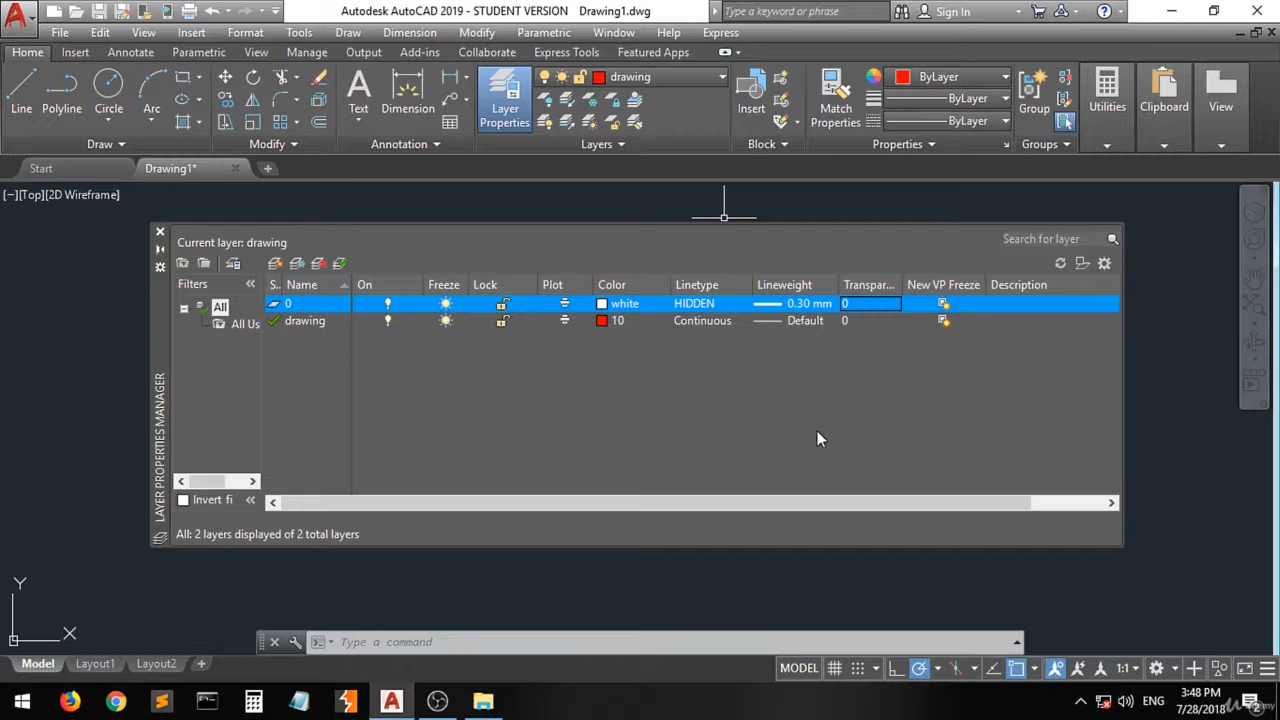 Autodesk AutoCAD 2019 - STUDENT VERSION Drawing1.dwg
Type a keyword or phrase
Sign In
File Edit View Insert Format Tools Draw Dimension Modify Parametric Window Help Express
Home Insert Annotate Parametric View Manage Output Add-ins Collaborate Express Tools Featured Apps
Line
Polyline
Circle
Arc
Text
Dimension
Layer Properties
drawing
Insert
Match Properties
ByLayer
ByLayer
ByLayer
Group
Utilities
Clipboard
View
Draw Modify Annotation Layers Block Properties Groups
Start Drawing1*
[−][Top][2D Wireframe]
Current layer: drawing
Search for layer
Filters
S.. Name On Freeze Lock Plot Color Linetype Lineweight Transpar... New VP Freeze Description
All
0 white HIDDEN 0.30 mm 0
All Us
drawing 10 Continuous Default 0
LAYER PROPERTIES MANAGER
Invert fi
All: 2 layers displayed of 2 total layers
Y
X
Type a command
Model Layout1 Layout2
MODEL
1:1
ENG
3:48 PM
7/28/2018